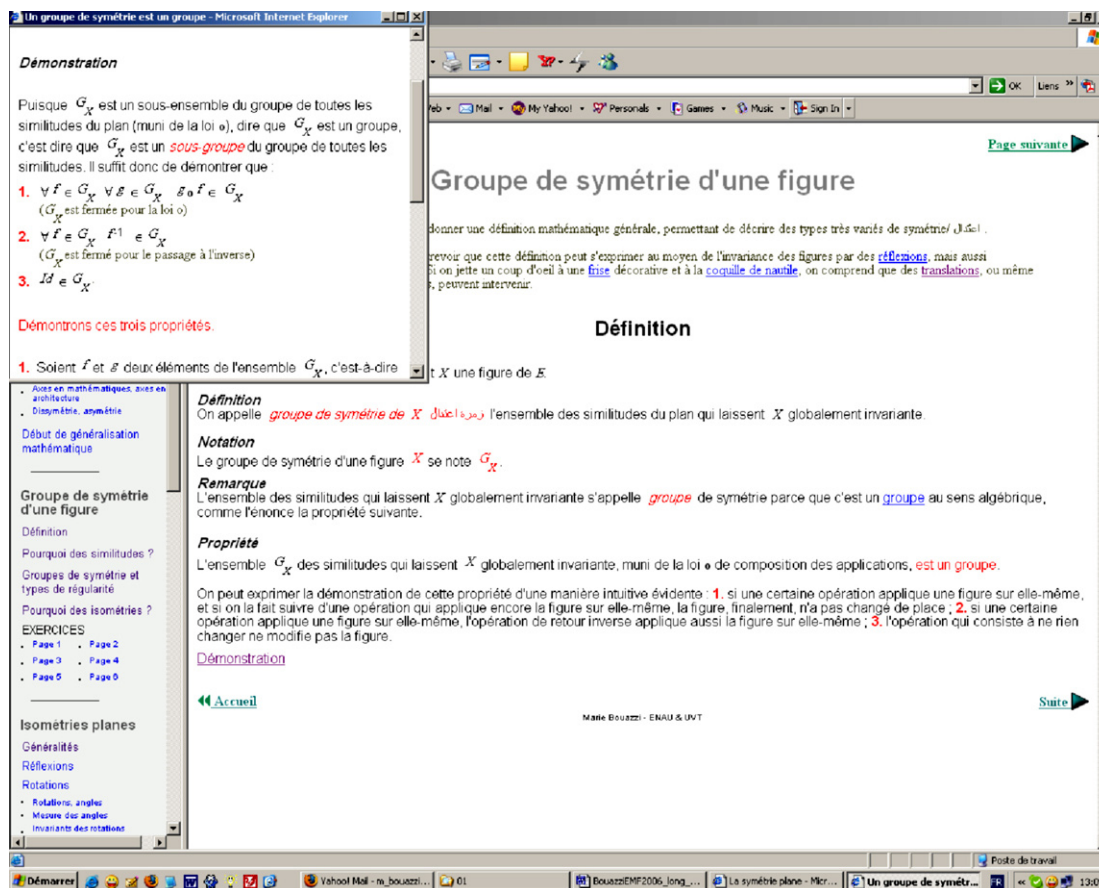 Un groupe de symétrie est un groupe - Microsoft Internet Explorer
Démonstration
Puisque G_X est un sous-ensemble du groupe de toutes les
similitudes du plan (muni de la loi o), dire que G_X est un groupe,
c'est dire que G_X est un sous-groupe du groupe de toutes les
similitudes. Il suffit donc de démontrer que :
1. ∀ f ∈ G_X ∀ g ∈ G_X g o f ∈ G_X
(G_X est fermée pour la loi o)
2. ∀ f ∈ G_X f⁻¹ ∈ G_X
(G_X est fermé pour le passage à l'inverse)
3. Id ∈ G_X.
Démontrons ces trois propriétés.
1. Soient f et g deux éléments de l'ensemble G_X, c'est-à-dire
OK Liens »
Mail My Yahoo! Personals Games Music Sign In
Page suivante
Groupe de symétrie d'une figure
donner une définition mathématique générale, permettant de décrire des types très variés de symétrie/ اعتدال .
revoir que cette définition peut s'exprimer au moyen de l'invariance des figures par des réflexions, mais aussi
si on jette un coup d'oeil à une frise décorative et à la coquille de nautile, on comprend que des translations, ou même
s, peuvent intervenir.
Définition
t X une figure de E.
Définition
On appelle groupe de symétrie de X زمرة اعتدال l'ensemble des similitudes du plan qui laissent X globalement invariante.
Notation
Le groupe de symétrie d'une figure X se note G_X.
Remarque
L'ensemble des similitudes qui laissent X globalement invariante s'appelle groupe de symétrie parce que c'est un groupe au sens algébrique,
comme l'énonce la propriété suivante.
Propriété
L'ensemble G_X des similitudes qui laissent X globalement invariante, muni de la loi o de composition des applications, est un groupe.
On peut exprimer la démonstration de cette propriété d'une manière intuitive évidente : 1. si une certaine opération applique une figure sur elle-même,
et si on la fait suivre d'une opération qui applique encore la figure sur elle-même, la figure, finalement, n'a pas changé de place ; 2. si une certaine
opération applique une figure sur elle-même, l'opération de retour inverse applique aussi la figure sur elle-même ; 3. l'opération qui consiste à ne rien
changer ne modifie pas la figure.
Démonstration
Accueil
Suite
Marie Bouazzi - ENAU & UVT
Axes en mathématiques, axes en
architecture
Dissymétrie, asymétrie
Début de généralisation
mathématique
Groupe de symétrie
d'une figure
Définition
Pourquoi des similitudes ?
Groupes de symétrie et
types de régularité
Pourquoi des isométries ?
EXERCICES
Page 1 Page 2
Page 3 Page 4
Page 5 Page 6
Isométries planes
Généralités
Réflexions
Rotations
Rotations, angles
Mesure des angles
Invariants des rotations
Poste de travail
Démarrer Yahoo! Mail - m_bouazzi... 01 BouazziEMF2006_long_... La symétrie plane - Micr... Un groupe de symétr... FR « 13:0